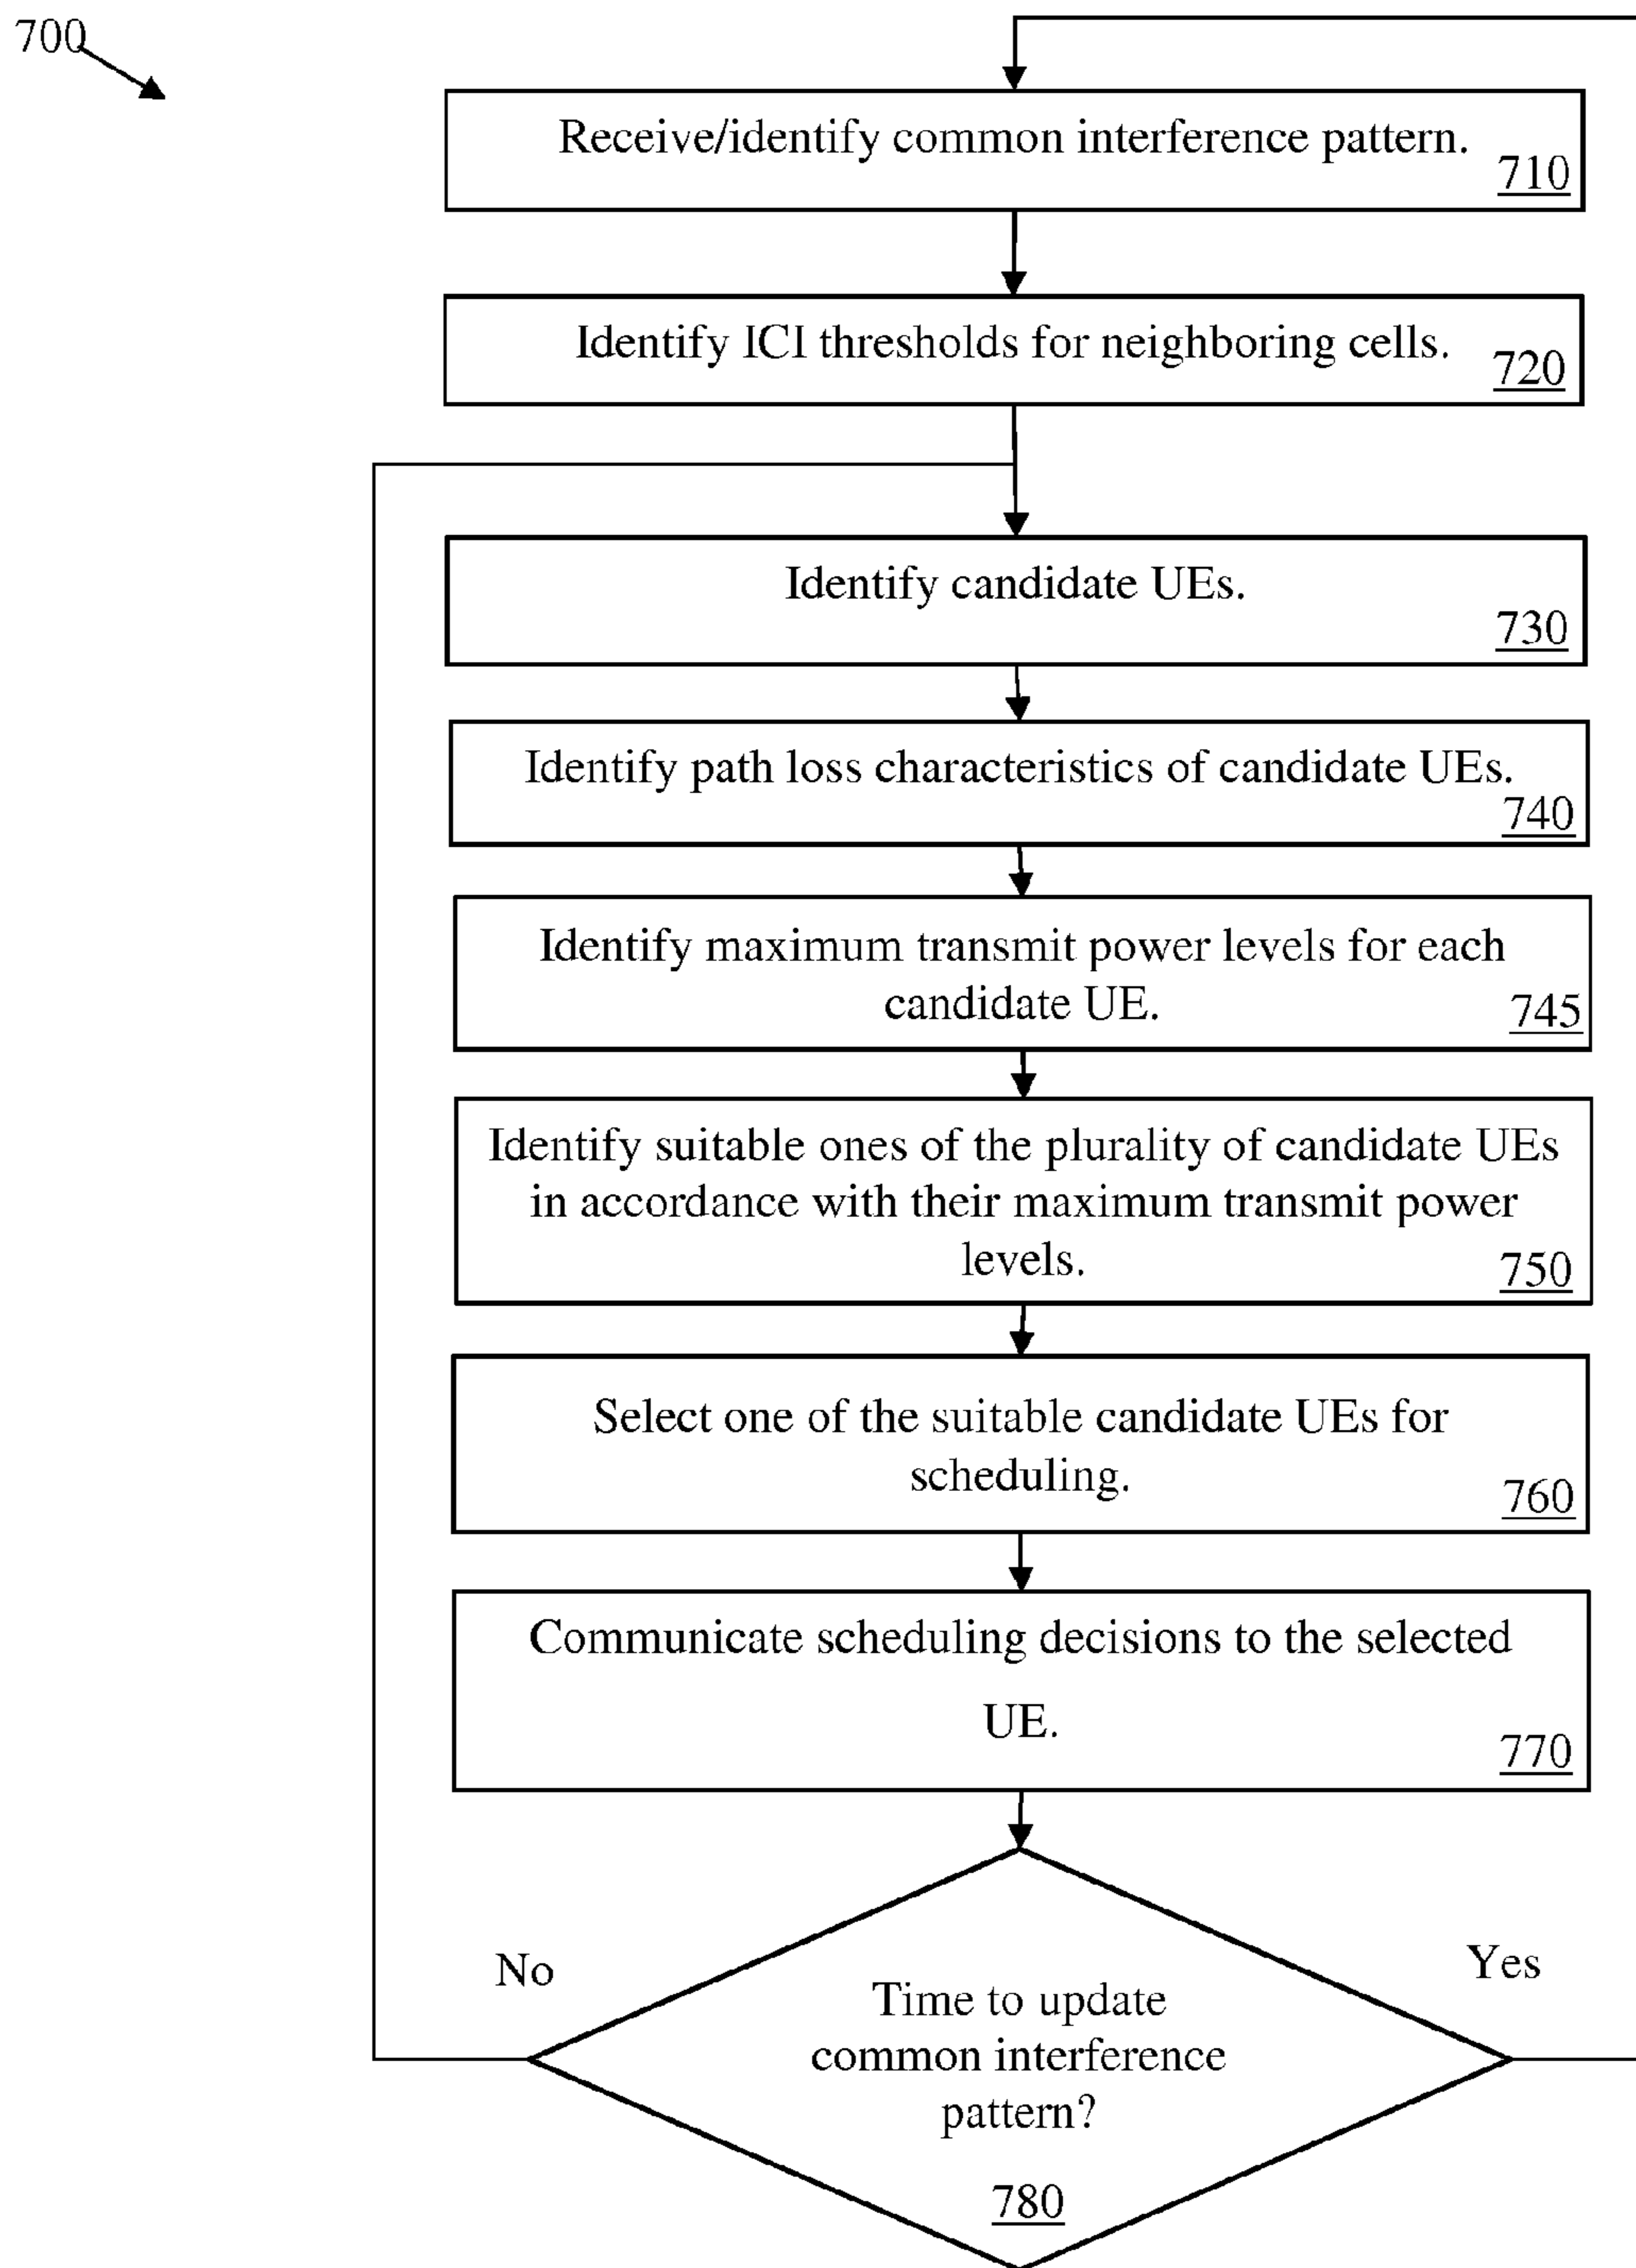 700
Receive/identify common interference pattern.
710
Identify ICI thresholds for neighboring cells.
720
Identify candidate UEs.
730
Identify path loss characteristics of candidate UEs.
740
Identify maximum transmit power levels for each
candidate UE.
745
Identify suitable ones of the plurality of candidate UEs
in accordance with their maximum transmit power
levels.
750
Select one of the suitable candidate UEs for
scheduling.
760
Communicate scheduling decisions to the selected
UE.
770
No
Yes
Time to update
common interference
pattern?
780